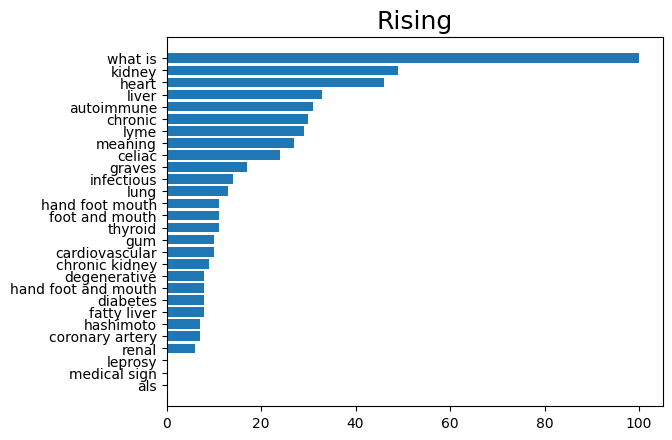 Rising
what is
kidney
heart
liver
autoimmune
chronic
lyme
meaning
celiac
graves
infectious
lung
hand foot mouth
foot and mouth
thyroid
gum
cardiovascular
chronic kidney
degenerative
hand foot and mouth
diabetes
fatty liver
hashimoto
coronary artery
renal
leprosy
medical sign
als
0 20 40 60 80 100